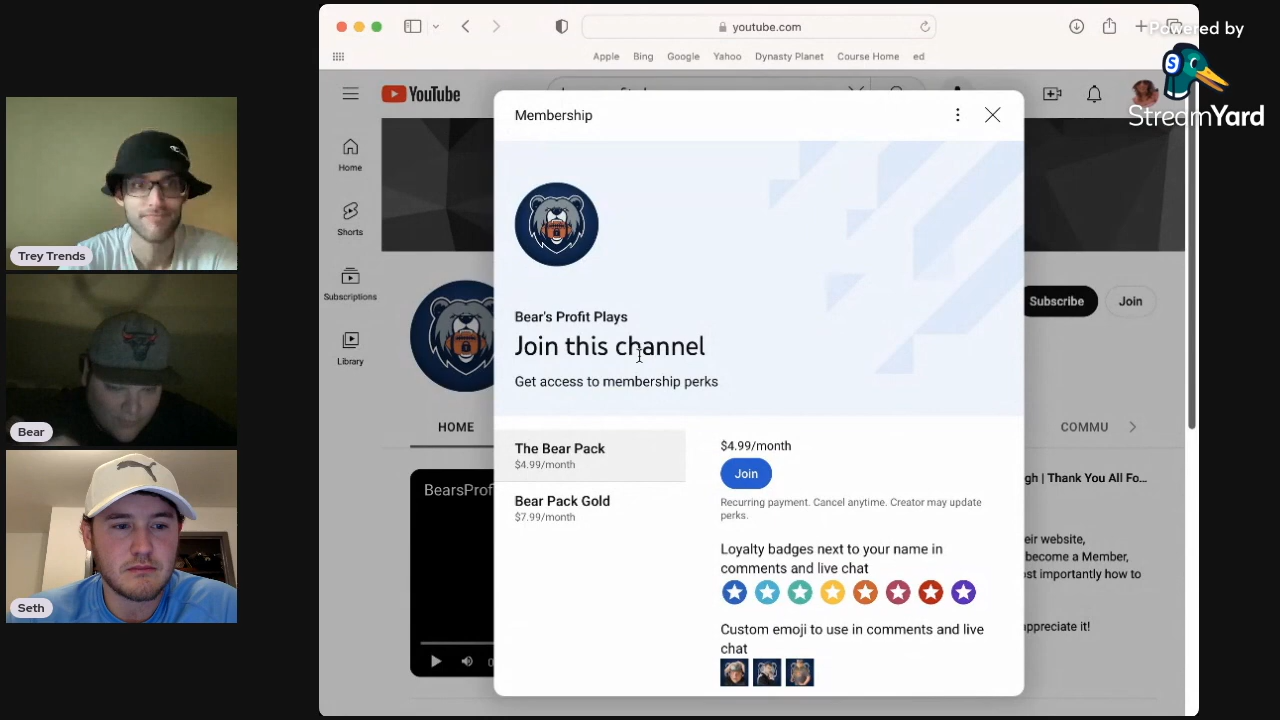 youtube.com
Powered by
StreamYard
Apple
Bing
Google
Yahoo
Dynasty Planet
Course Home
ed
YouTube
Home
Shorts
Subscriptions
Library
Trey Trends
Bear
Seth
Membership
Bear's Profit Plays
Join this channel
Get access to membership perks
The Bear Pack
$4.99/month
Bear Pack Gold
$7.99/month
$4.99/month
Join
Recurring payment. Cancel anytime. Creator may update
perks.
Loyalty badges next to your name in
comments and live chat
Custom emoji to use in comments and live
chat
Subscribe
Join
HOME
COMMU
BearsProf
gh | Thank You All Fo...
eir website,
become a Member,
st importantly how to
appreciate it!